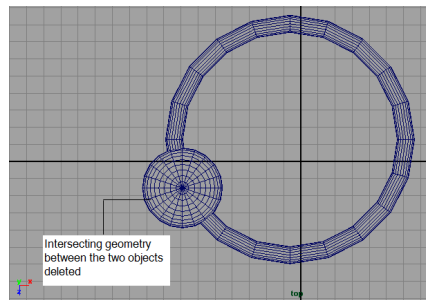 Intersecting geometry
between the two objects
deleted
x
z
top